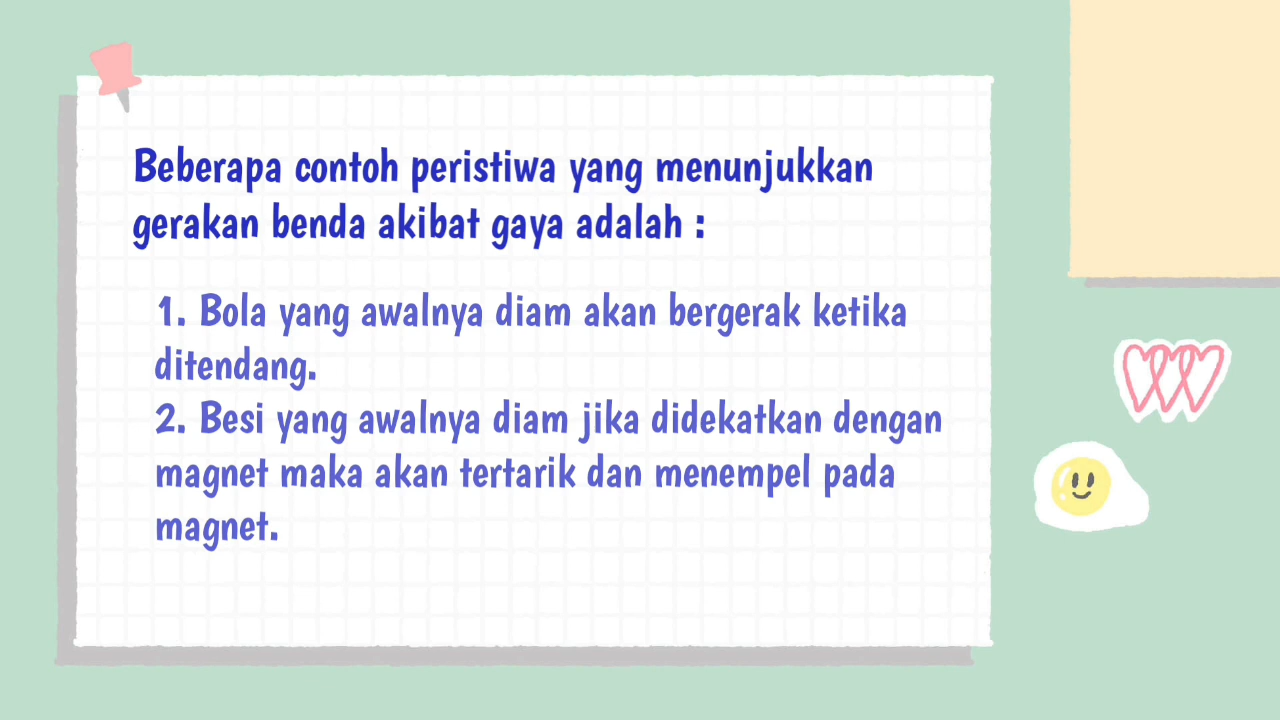 Beberapa contoh peristiwa yang menunjukkan
gerakan benda akibat gaya adalah :
1. Bola yang awalnya diam akan bergerak ketika
ditendang.
2. Besi yang awalnya diam jika didekatkan dengan
magnet maka akan tertarik dan menempel pada
magnet.